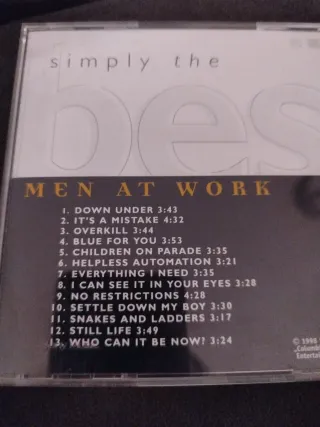 simply the
bes
MEN AT WORK
1. DOWN UNDER 3:43
2. IT'S A MISTAKE 4:32
3. OVERKILL 3:44
4. BLUE FOR YOU 3:53
5. CHILDREN ON PARADE 3:35
6. HELPLESS AUTOMATION 3:21
7. EVERYTHING I NEED 3:35
8. I CAN SEE IT IN YOUR EYES 3:28
9. NO RESTRICTIONS 4:28
10. SETTLE DOWN MY BOY 3:30
11. SNAKES AND LADDERS 3:17
12. STILL LIFE 3:49
13. WHO CAN IT BE NOW? 3:24